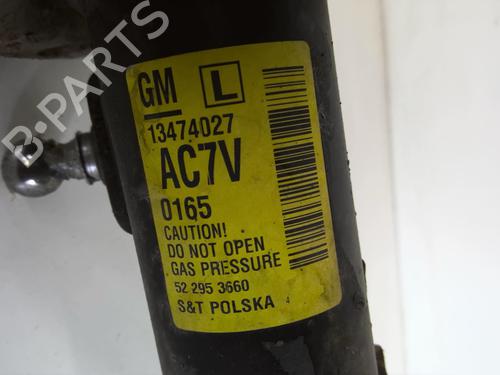 GM L
13474027
AC7V
0165
CAUTION!
DO NOT OPEN
GAS PRESSURE
52 295 3660
S&T POLSKA
B-PARTS